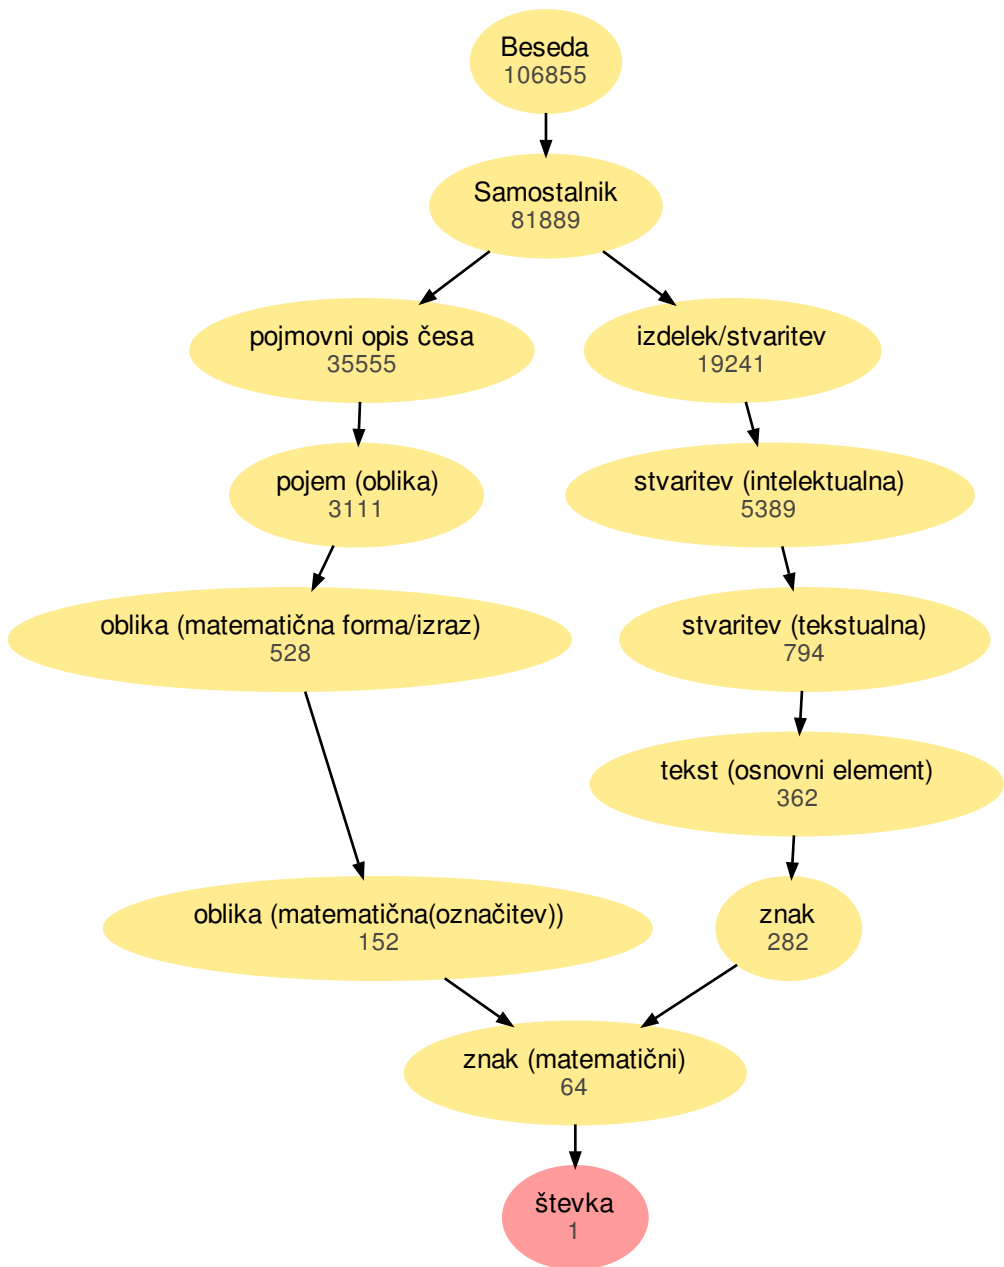 Beseda
106855
Samostalnik
81889
pojmovni opis česa
35555
izdelek/stvaritev
19241
pojem (oblika)
3111
stvaritev (intelektualna)
5389
oblika (matematična forma/izraz)
528
stvaritev (tekstualna)
794
tekst (osnovni element)
362
oblika (matematična(označitev))
152
znak
282
znak (matematični)
64
števka
1